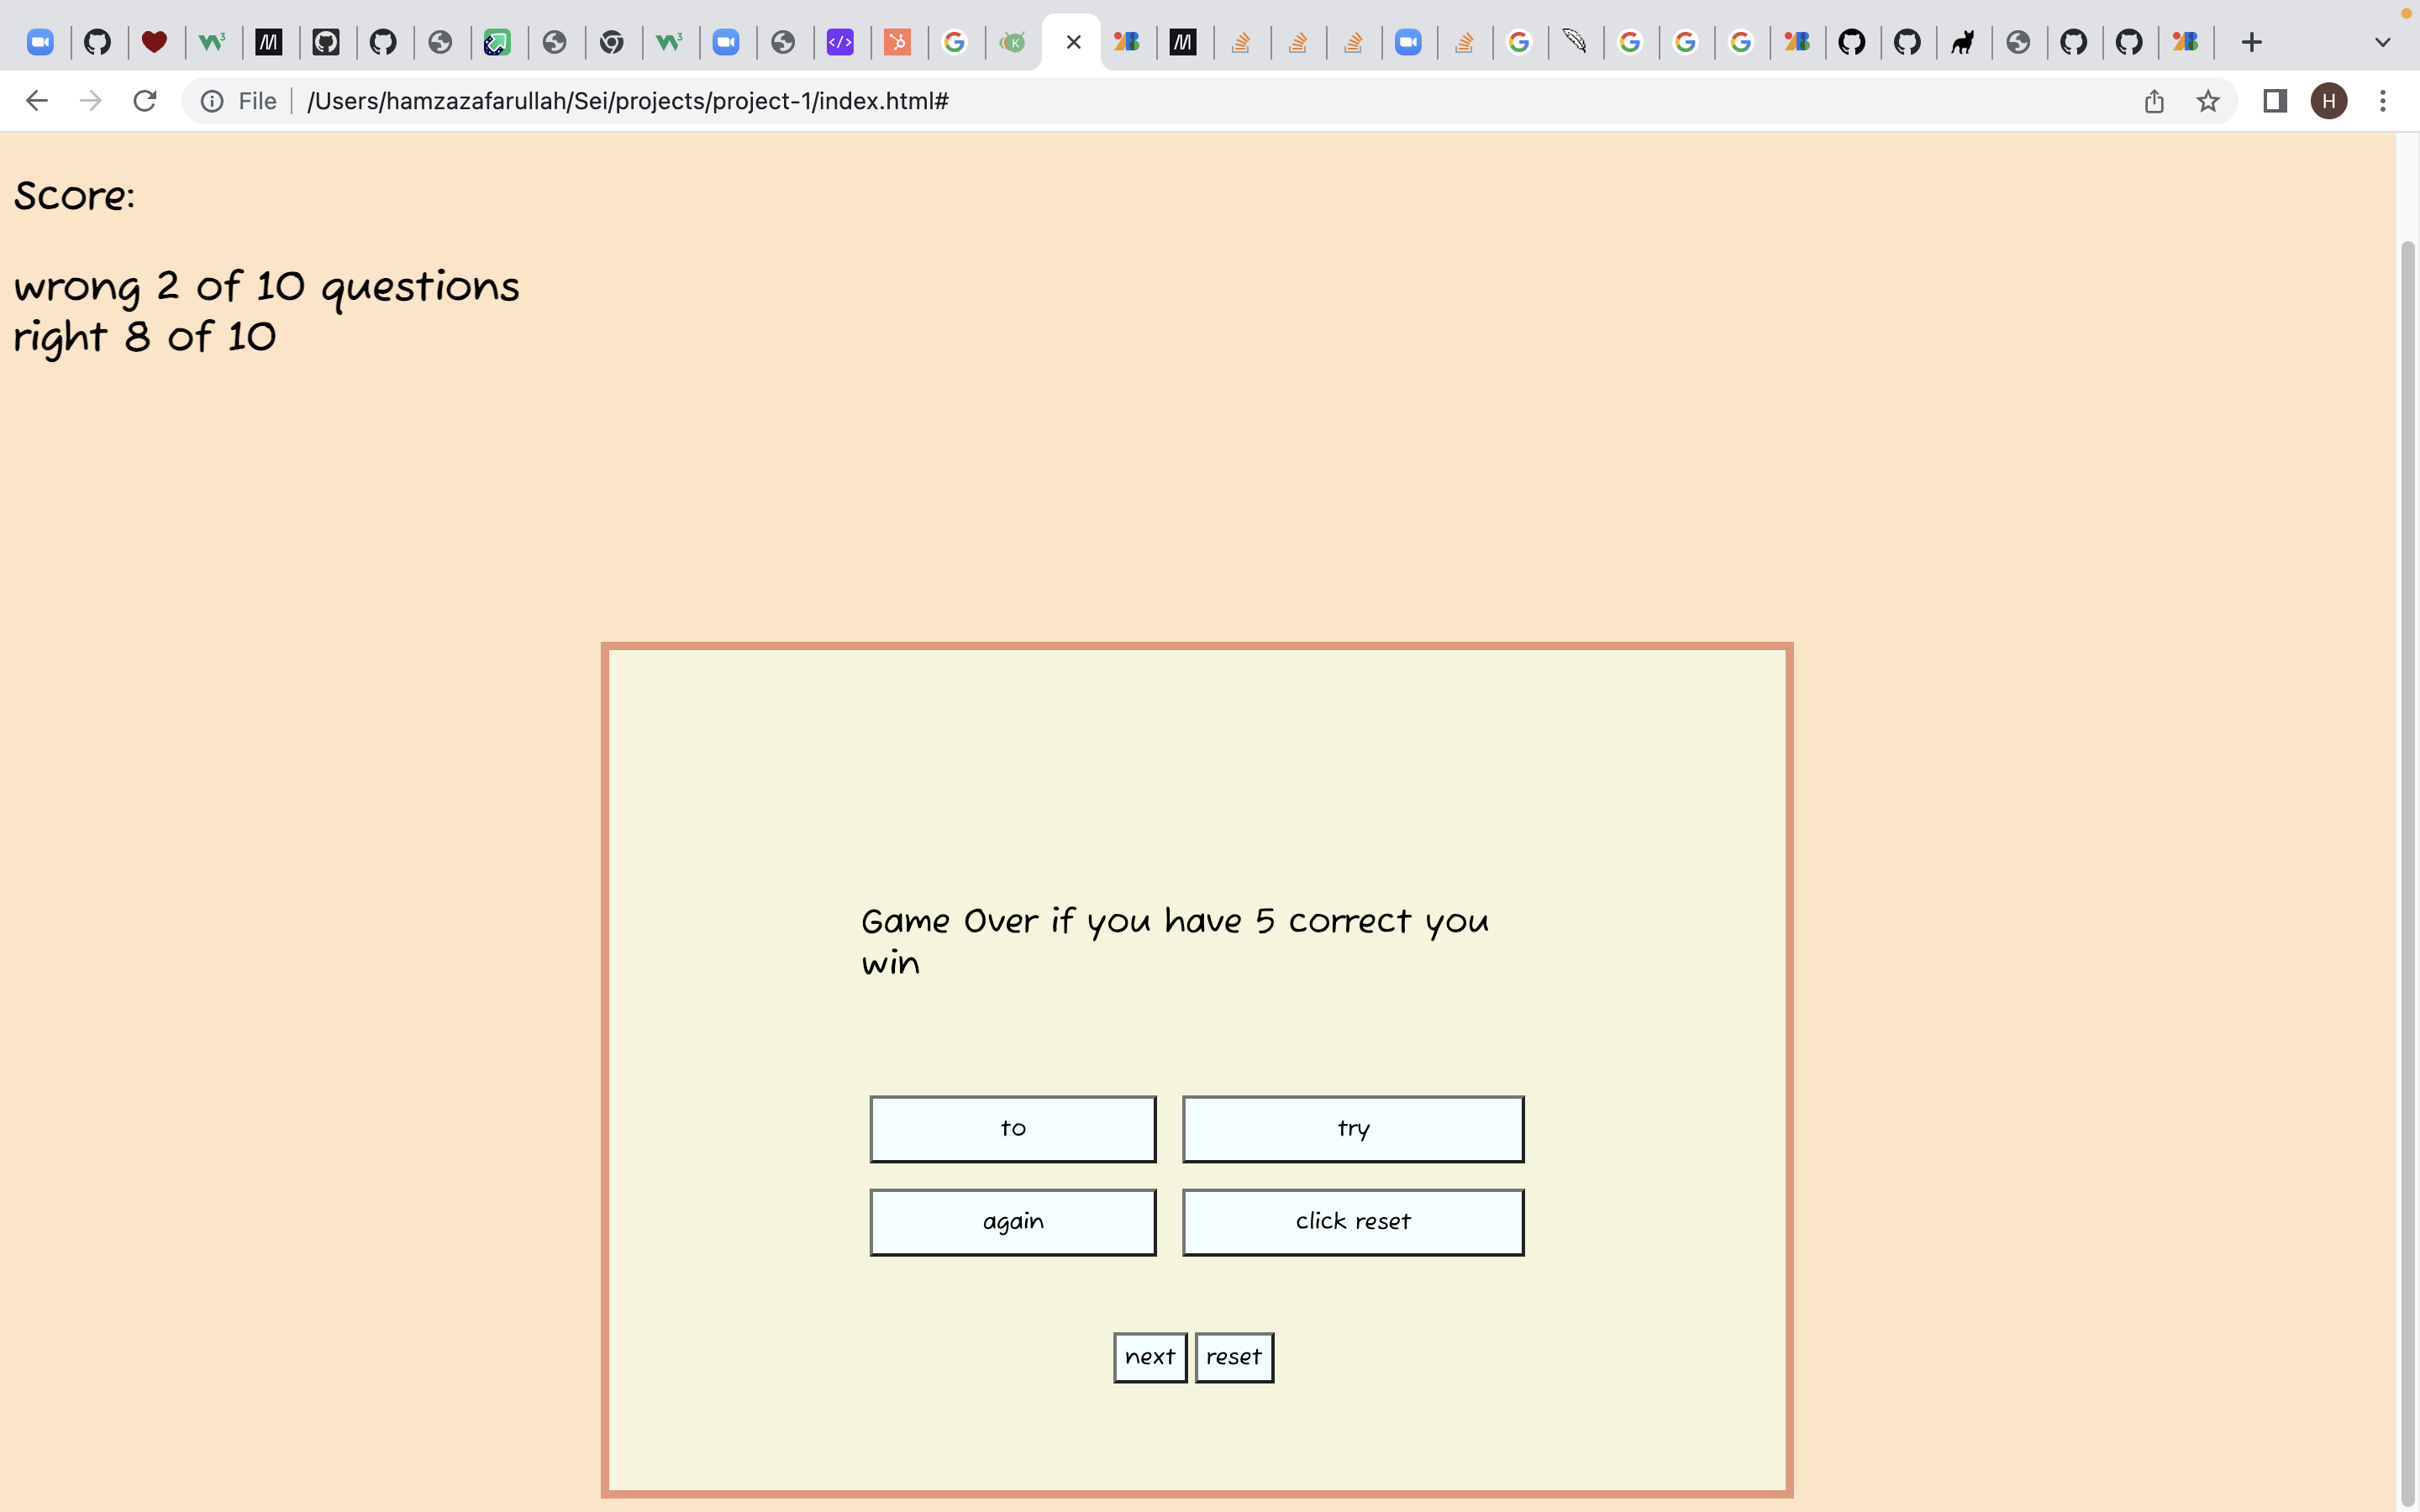 File /Users/hamzazafarullah/Sei/projects/project-1/index.html#
H
Score:
wrong 2 of 10 questions
right 8 of 10
Game Over if you have 5 correct you
win
to try
again click reset
next reset